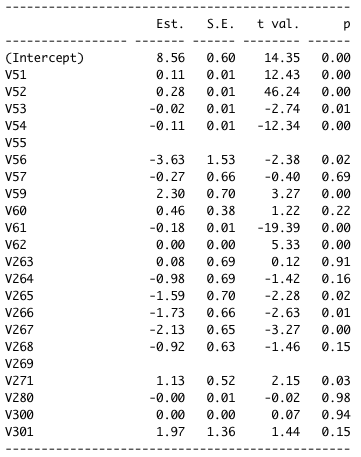 --------------------------------------------------
Est. S.E. t val. p
----------------- ------- ------ -------- ------
(Intercept) 8.56 0.60 14.35 0.00
V51 0.11 0.01 12.43 0.00
V52 0.28 0.01 46.24 0.00
V53 -0.02 0.01 -2.74 0.01
V54 -0.11 0.01 -12.34 0.00
V55
V56 -3.63 1.53 -2.38 0.02
V57 -0.27 0.66 -0.40 0.69
V59 2.30 0.70 3.27 0.00
V60 0.46 0.38 1.22 0.22
V61 -0.18 0.01 -19.39 0.00
V62 0.00 0.00 5.33 0.00
V263 0.08 0.69 0.12 0.91
V264 -0.98 0.69 -1.42 0.16
V265 -1.59 0.70 -2.28 0.02
V266 -1.73 0.66 -2.63 0.01
V267 -2.13 0.65 -3.27 0.00
V268 -0.92 0.63 -1.46 0.15
V269
V271 1.13 0.52 2.15 0.03
V280 -0.00 0.01 -0.02 0.98
V300 0.00 0.00 0.07 0.94
V301 1.97 1.36 1.44 0.15
--------------------------------------------------